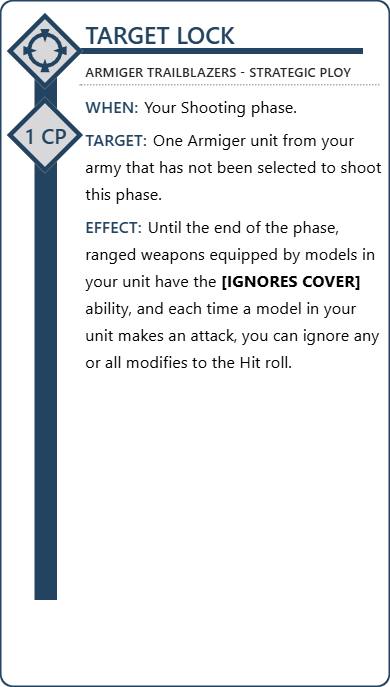 TARGET LOCK
ARMIGER TRAILBLAZERS - STRATEGIC PLOY
WHEN: Your Shooting phase.
1 CP
TARGET: One Armiger unit from your
army that has not been selected to shoot
this phase.
EFFECT: Until the end of the phase,
ranged weapons equipped by models in
your unit have the [IGNORES COVER]
ability, and each time a model in your
unit makes an attack, you can ignore any
or all modifies to the Hit roll.